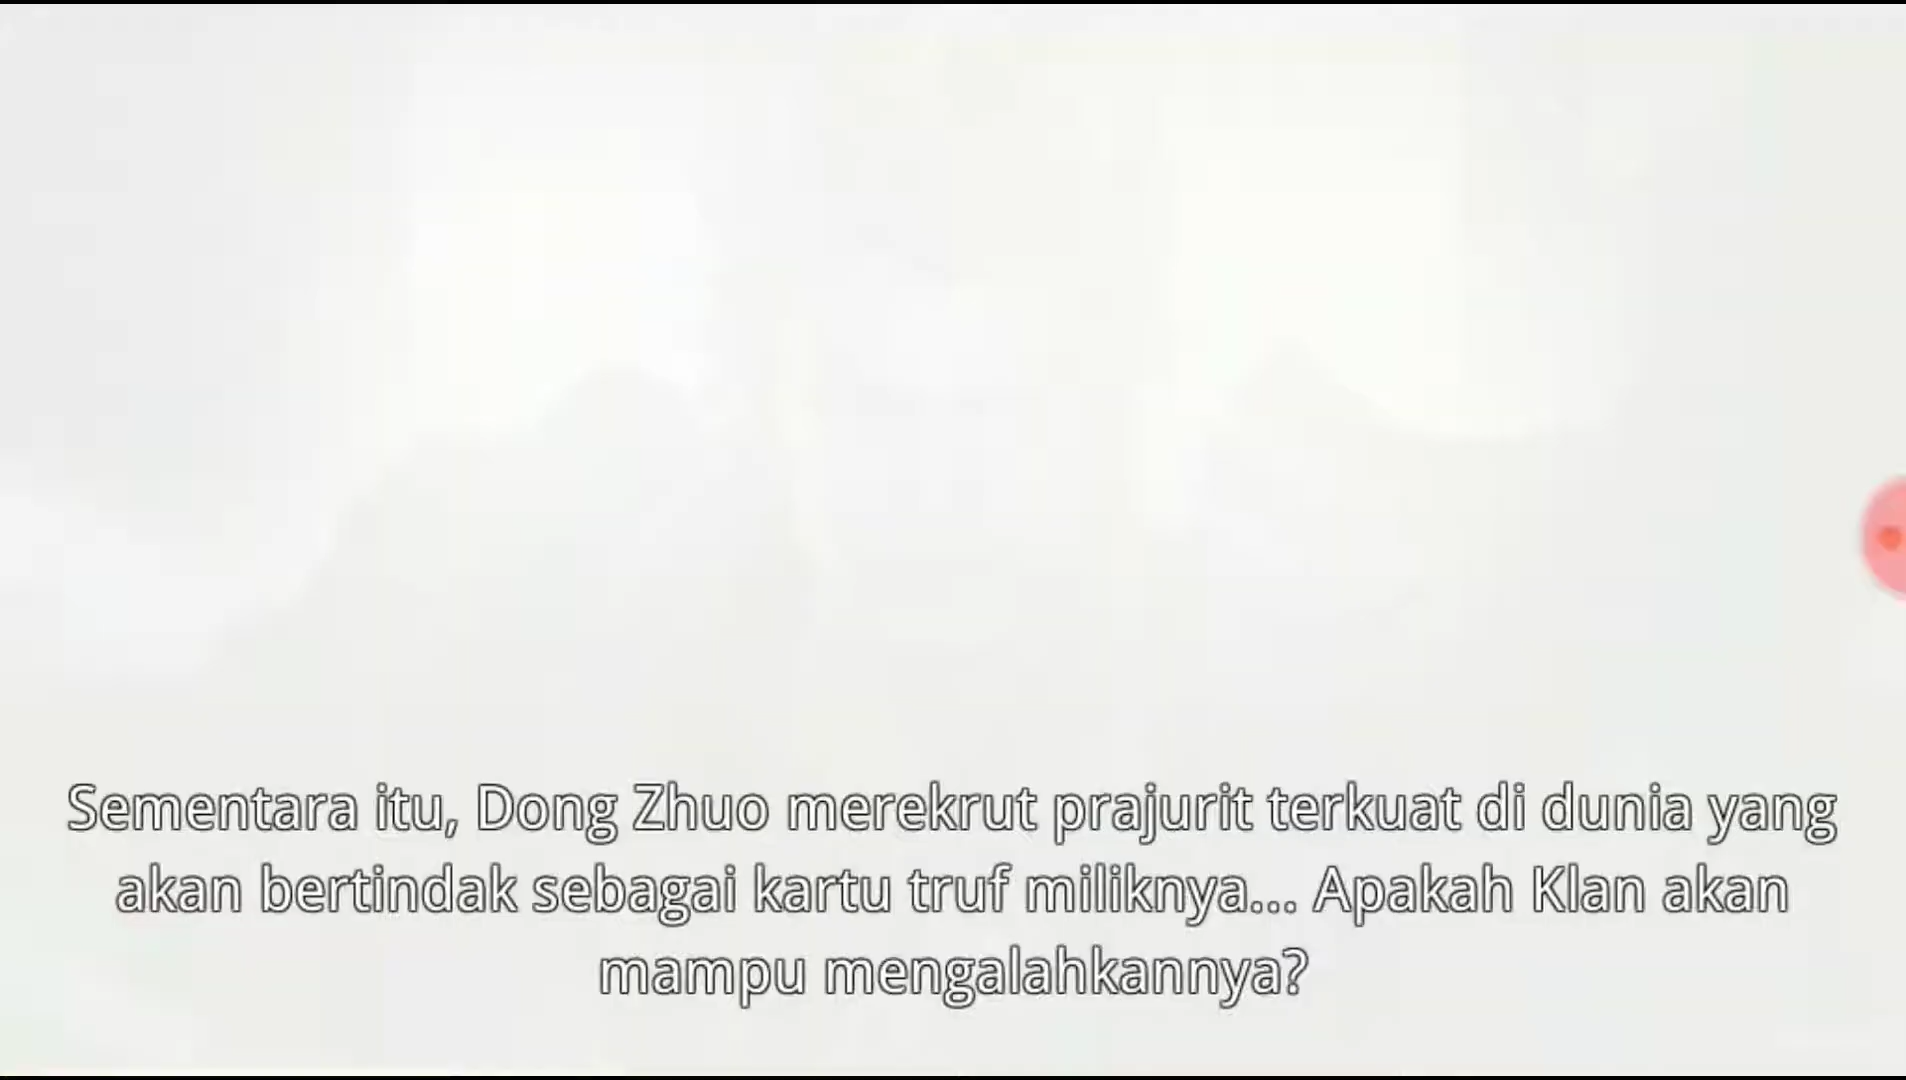 Sementara itu, Dong Zhuo merekrut prajurit terkuat di dunia yang
akan bertindak sebagai kartu truf miliknya... Apakah Klan akan
mampu mengalahkannya?